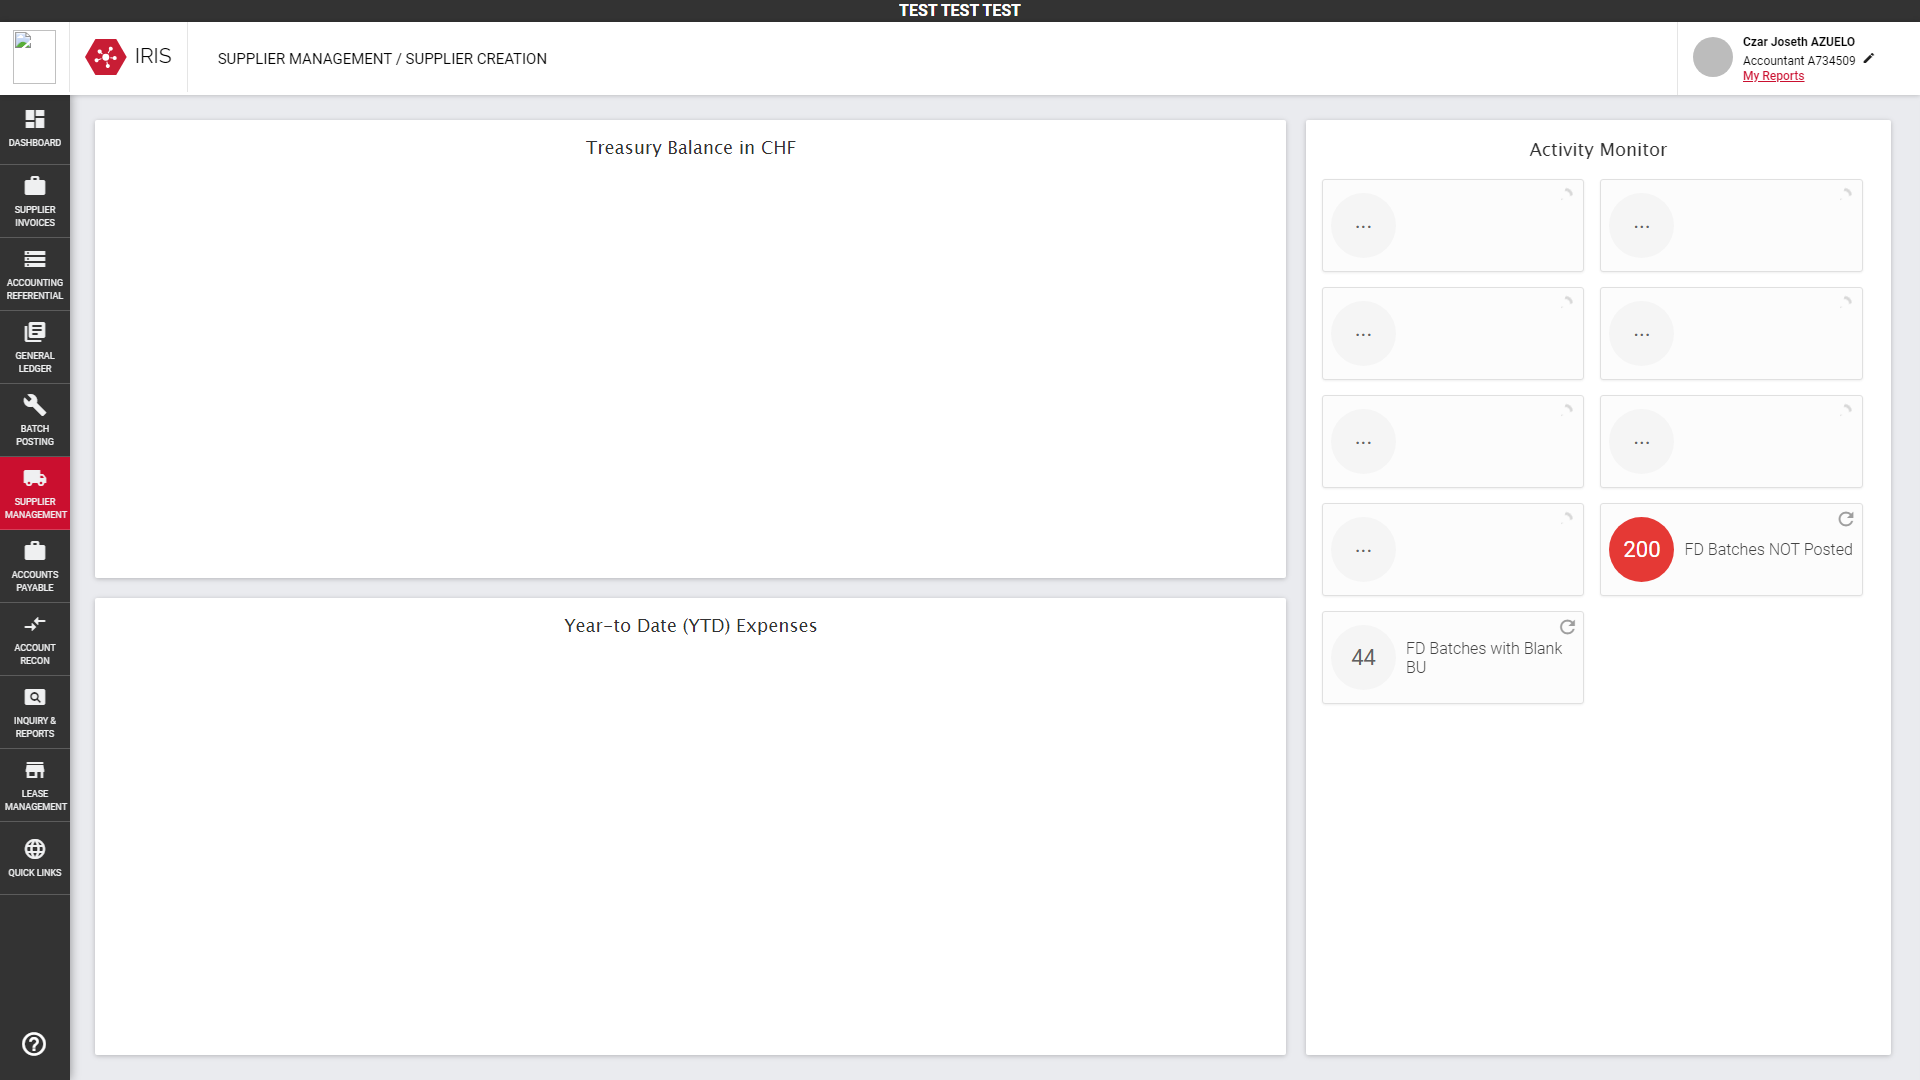 TEST TEST TEST
IRIS
SUPPLIER MANAGEMENT / SUPPLIER CREATION
Czar Joseth AZUELO
Accountant A734509
My Reports
DASHBOARD
SUPPLIER
INVOICES
ACCOUNTING
REFERENTIAL
GENERAL
LEDGER
BATCH
POSTING
SUPPLIER
MANAGEMENT
ACCOUNTS
PAYABLE
ACCOUNT
RECON
INQUIRY &
REPORTS
LEASE
MANAGEMENT
QUICK LINKS
Treasury Balance in CHF
Year-to Date (YTD) Expenses
Activity Monitor
...
...
...
...
...
...
...
200
FD Batches NOT Posted
44
FD Batches with Blank
BU